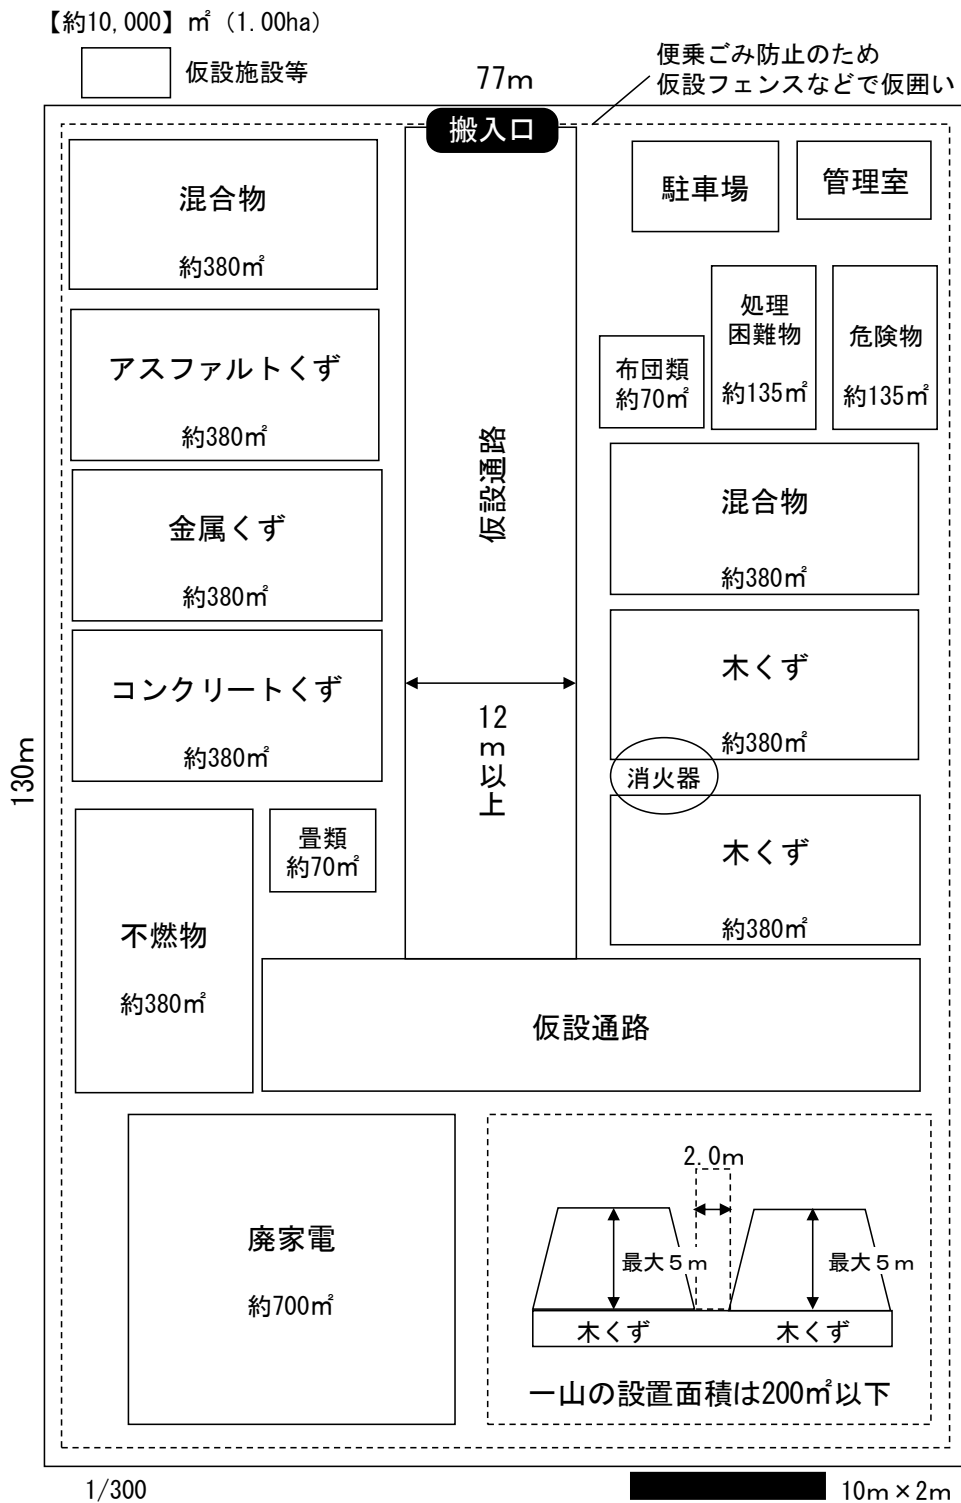 【約10,000】㎡（1.00ha）
仮設施設等
77m
便乗ごみ防止のため
仮設フェンスなどで仮囲い
搬入口
混合物
約380㎡
駐車場
管理室
アスファルトくず
約380㎡
処理
困難物
約135㎡
危険物
約135㎡
布団類
約70㎡
仮設通路
金属くず
約380㎡
混合物
約380㎡
コンクリートくず
約380㎡
木くず
約380㎡
12m以上
消火器
130m
畳類
約70㎡
木くず
約380㎡
不燃物
約380㎡
仮設通路
廃家電
約700㎡
2.0m
最大５m
最大５m
木くず
木くず
一山の設置面積は200㎡以下
1/300
10m×2m